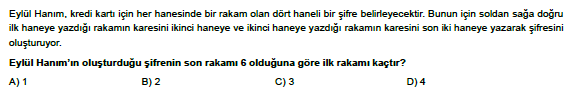 Eylül Hanım, kredi kartı için her hanesinde bir rakam olan dört haneli bir şifre belirleyecektir. Bunun için soldan sağa doğru
ilk haneye yazdığı rakamın karesini ikinci haneye ve ikinci haneye yazdığı rakamın karesini son iki haneye yazarak şifresini
oluşturuyor.
Eylül Hanım'ın oluşturduğu şifrenin son rakamı 6 olduğuna göre ilk rakamı kaçtır?
A) 1 B) 2 C) 3 D) 4